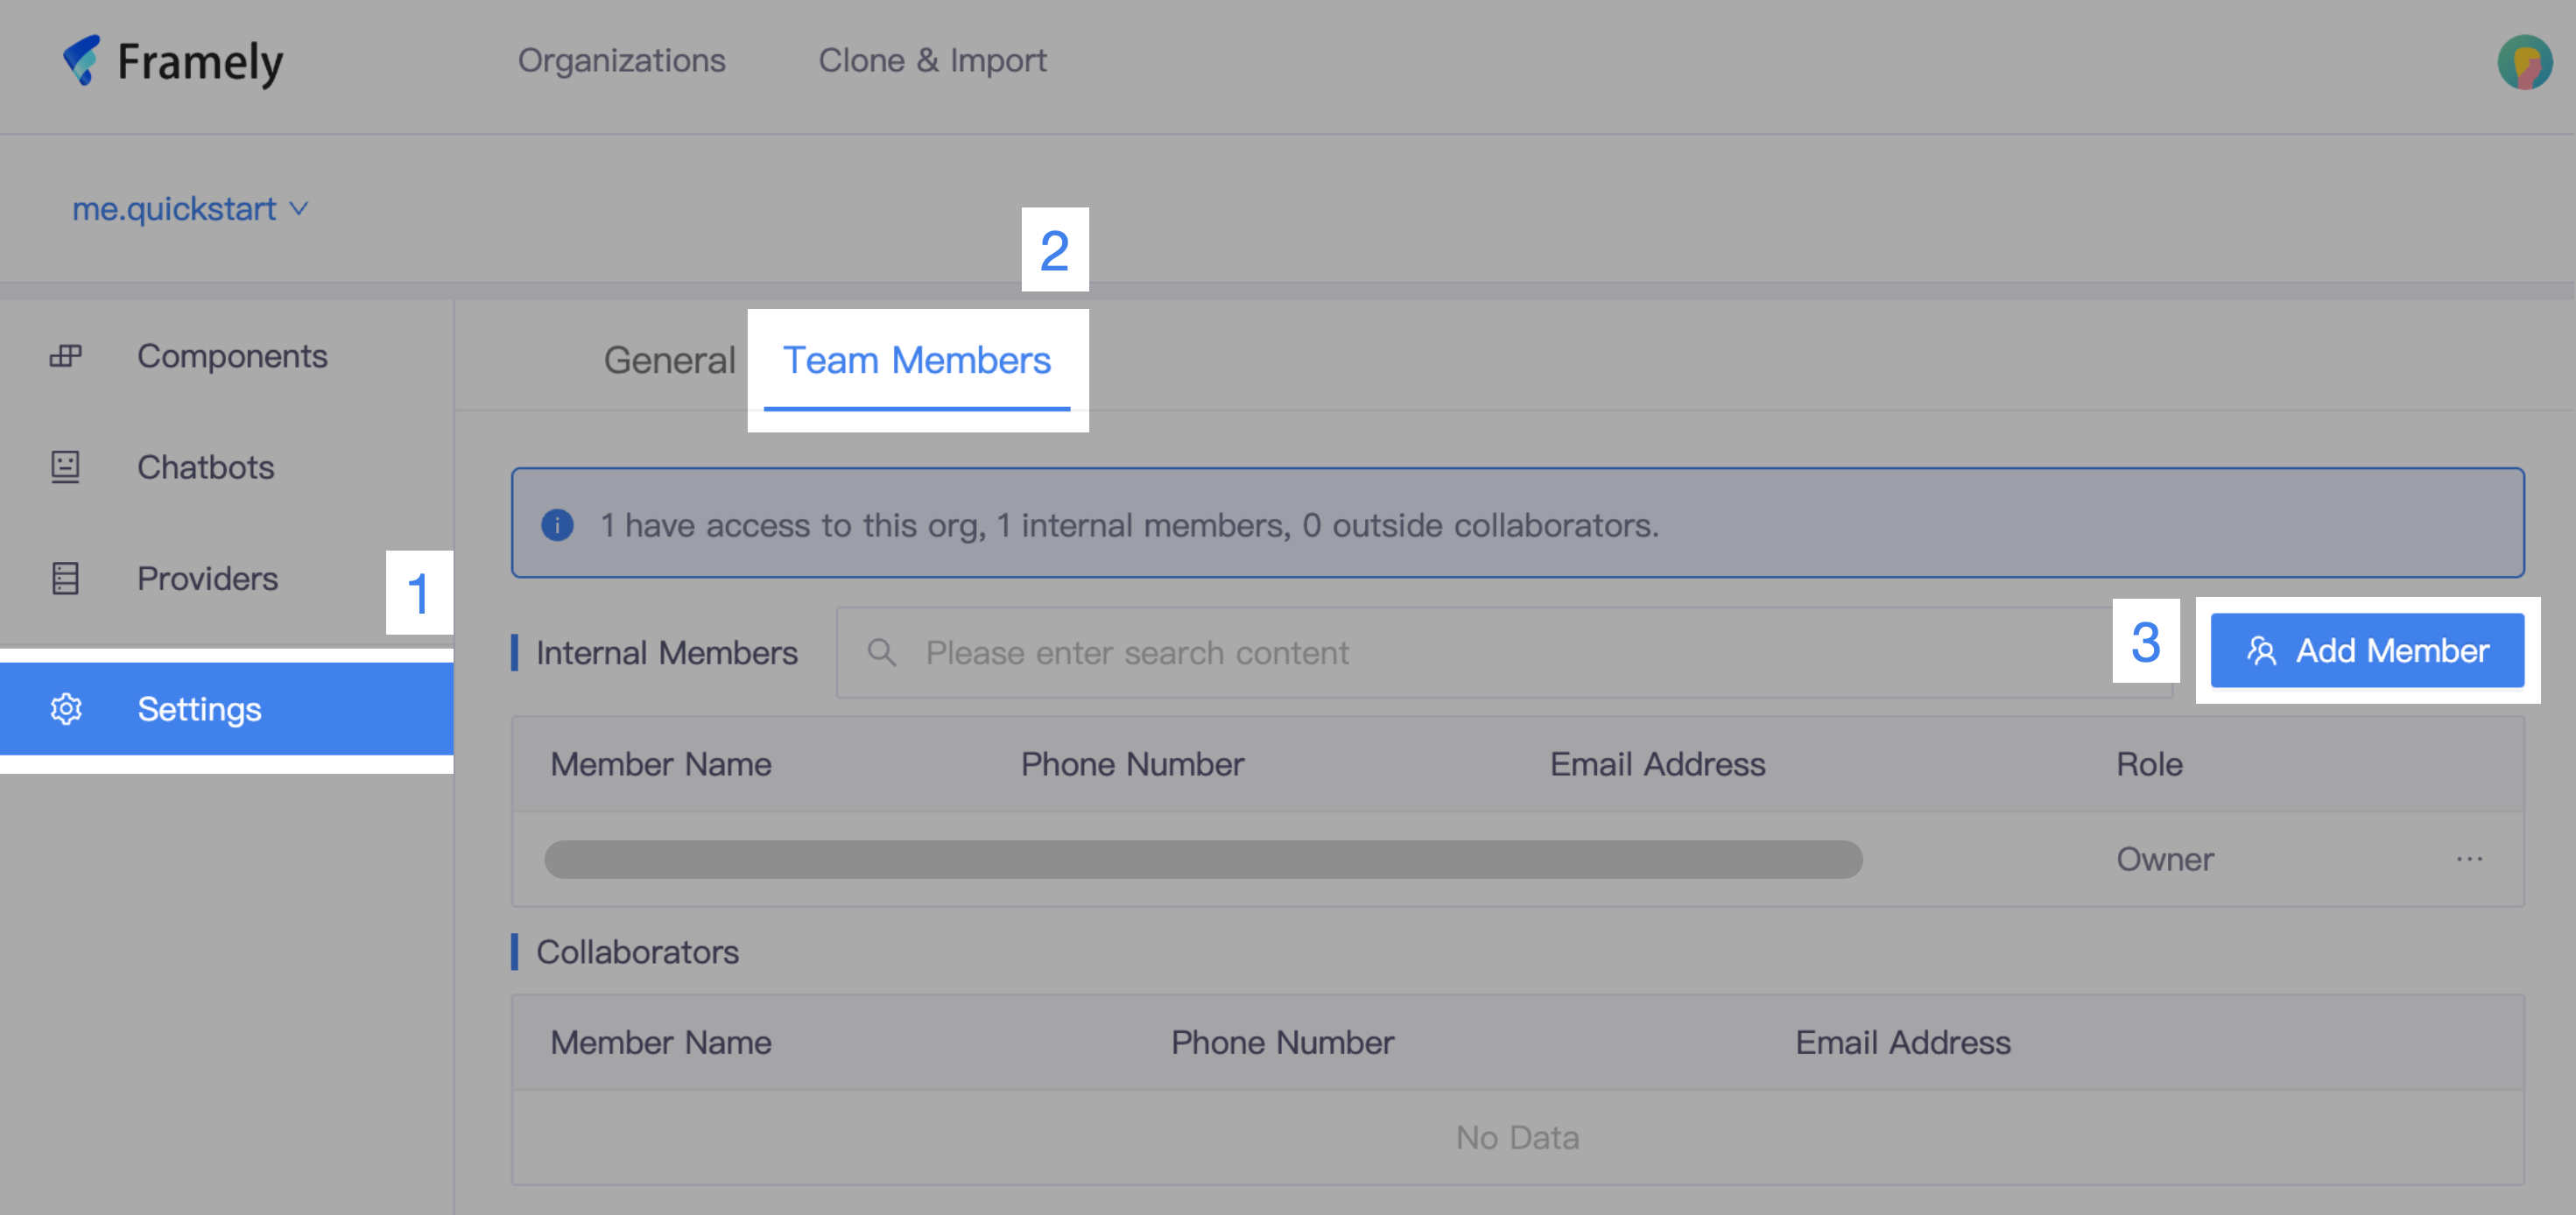 Framely
Organizations
Clone & Import
me.quickstart
2
Components
General
Team Members
Chatbots
1 have access to this org, 1 internal members, 0 outside collaborators.
Providers
1
Internal Members
Please enter search content
3
Add Member
Settings
Member Name
Phone Number
Email Address
Role
Owner
...
Collaborators
Member Name
Phone Number
Email Address
No Data